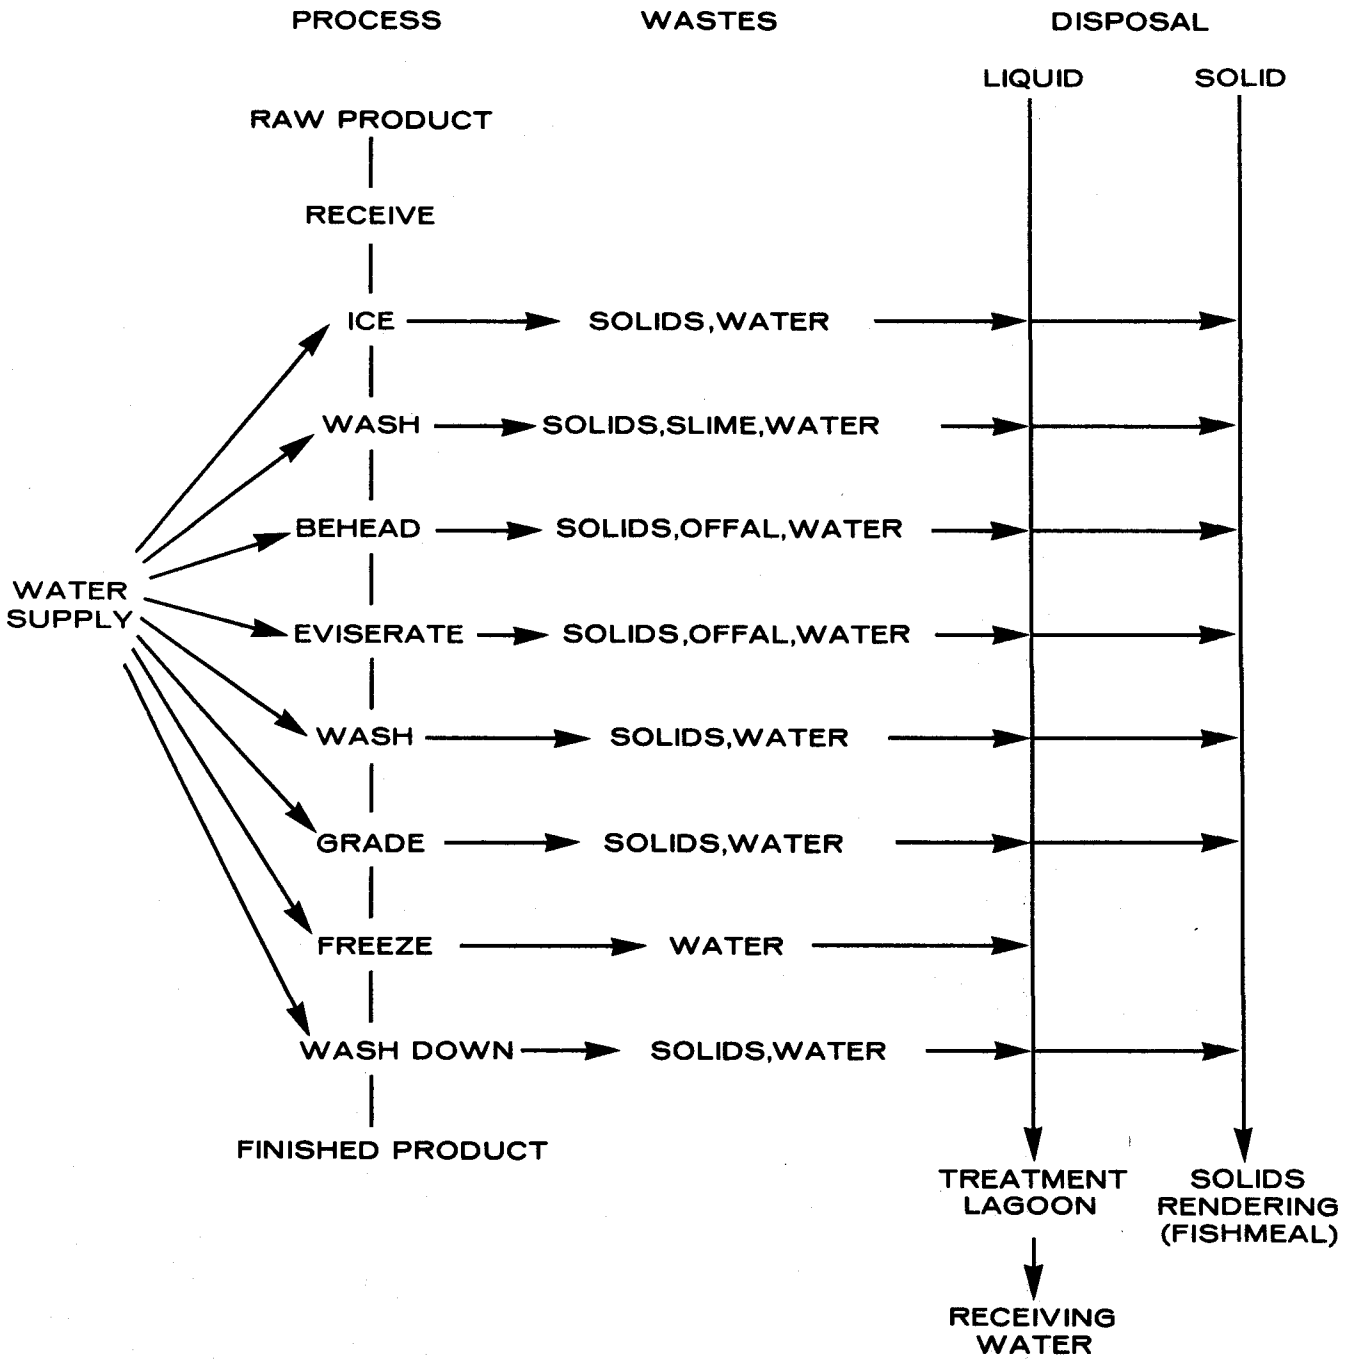 PROCESS WASTES DISPOSAL
LIQUID SOLID
RAW PRODUCT
RECEIVE
ICE SOLIDS,WATER
WASH SOLIDS,SLIME,WATER
BEHEAD SOLIDS,OFFAL,WATER
WATER
SUPPLY
EVISERATE SOLIDS,OFFAL,WATER
WASH SOLIDS,WATER
GRADE SOLIDS,WATER
FREEZE WATER
WASH DOWN SOLIDS,WATER
FINISHED PRODUCT
TREATMENT
LAGOON
SOLIDS
RENDERING
(FISHMEAL)
RECEIVING
WATER